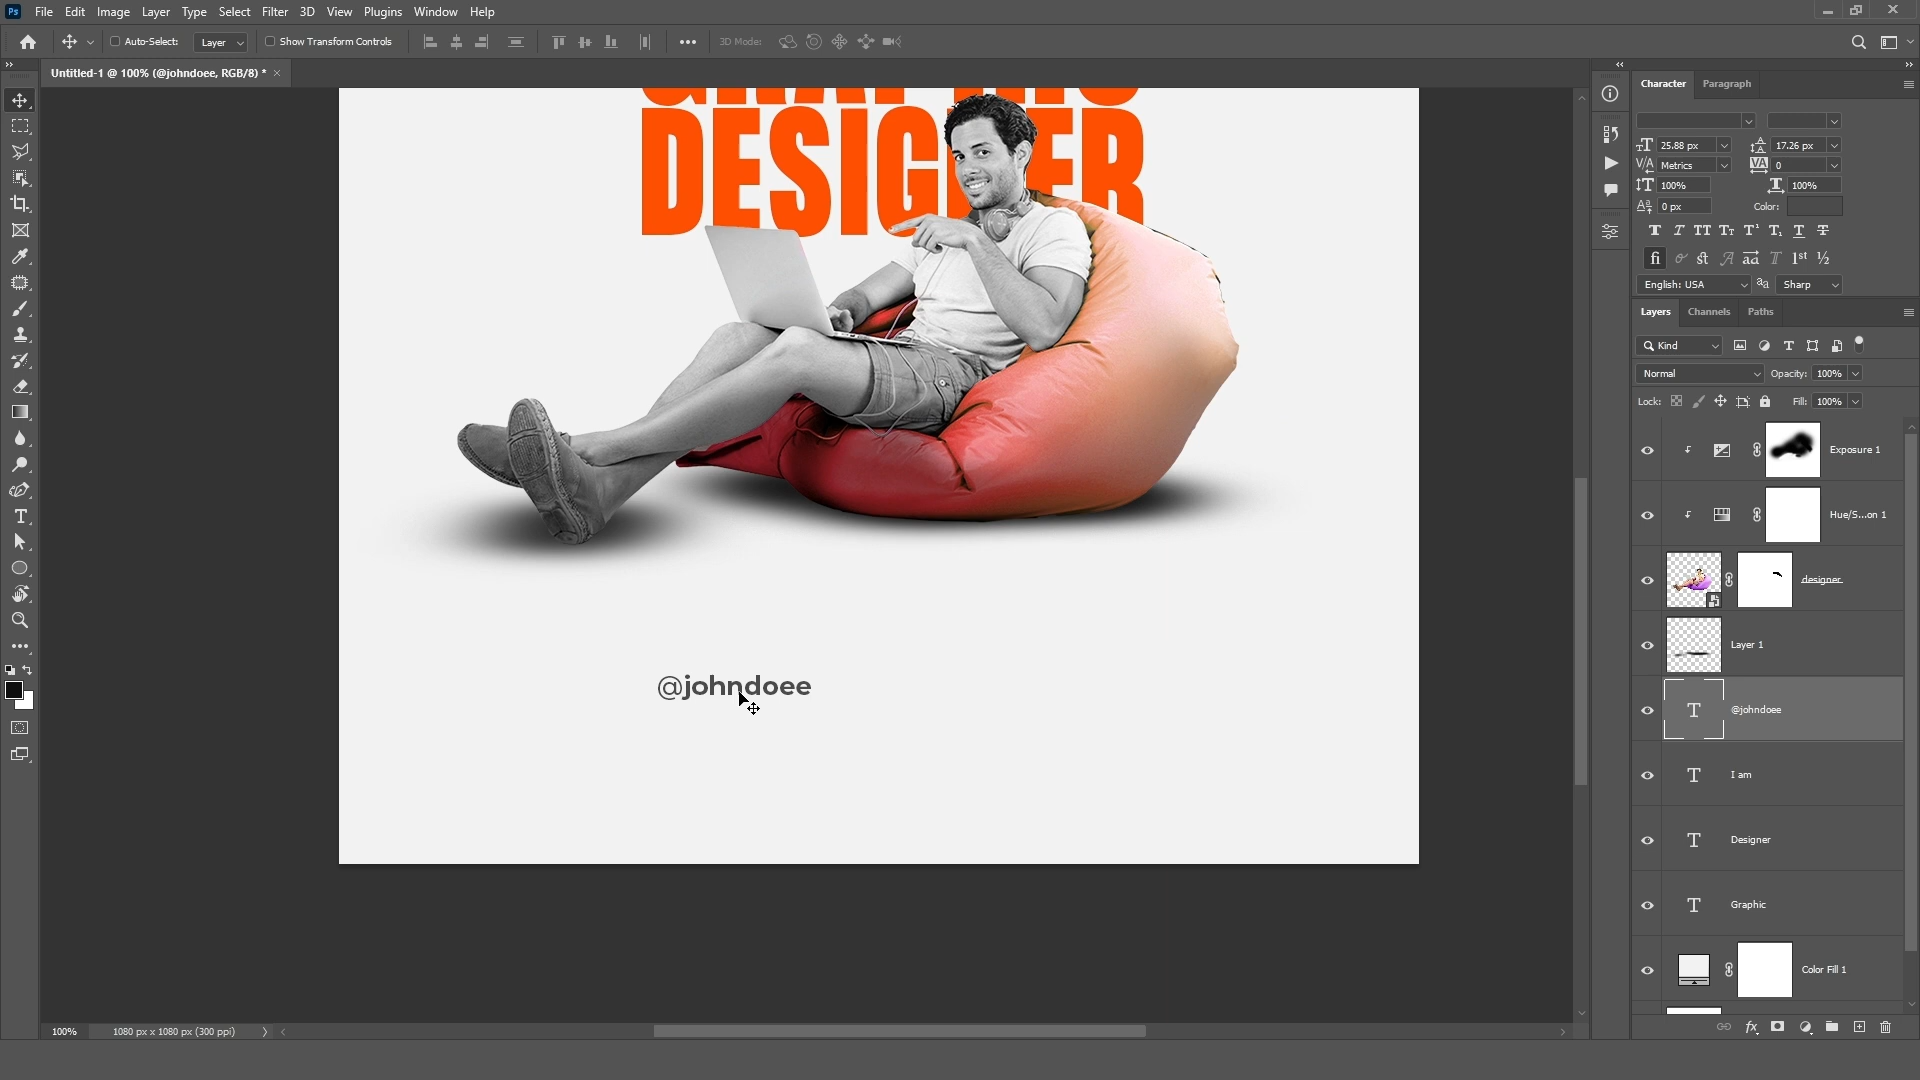 Ps File Edit Image Layer Type Select Filter 3D View Plugins Window Help
Auto-Select: Layer Show Transform Controls 3D Mode:
Untitled-1 @ 100% (@johndoee, RGB/8) *
GRAPHIC
DESIGNER
@johndoee
100% 1080 px x 1080 px (300 ppi)
Character Paragraph
25.88 px 17.26 px
Metrics 0
100% 100%
0 px Color:
English: USA aa Sharp
Layers Channels Paths
Kind
Normal Opacity: 100%
Lock: Fill: 100%
Exposure 1
Hue/S...on 1
designer
Layer 1
@johndoee
I am
Designer
Graphic
Color Fill 1
fx